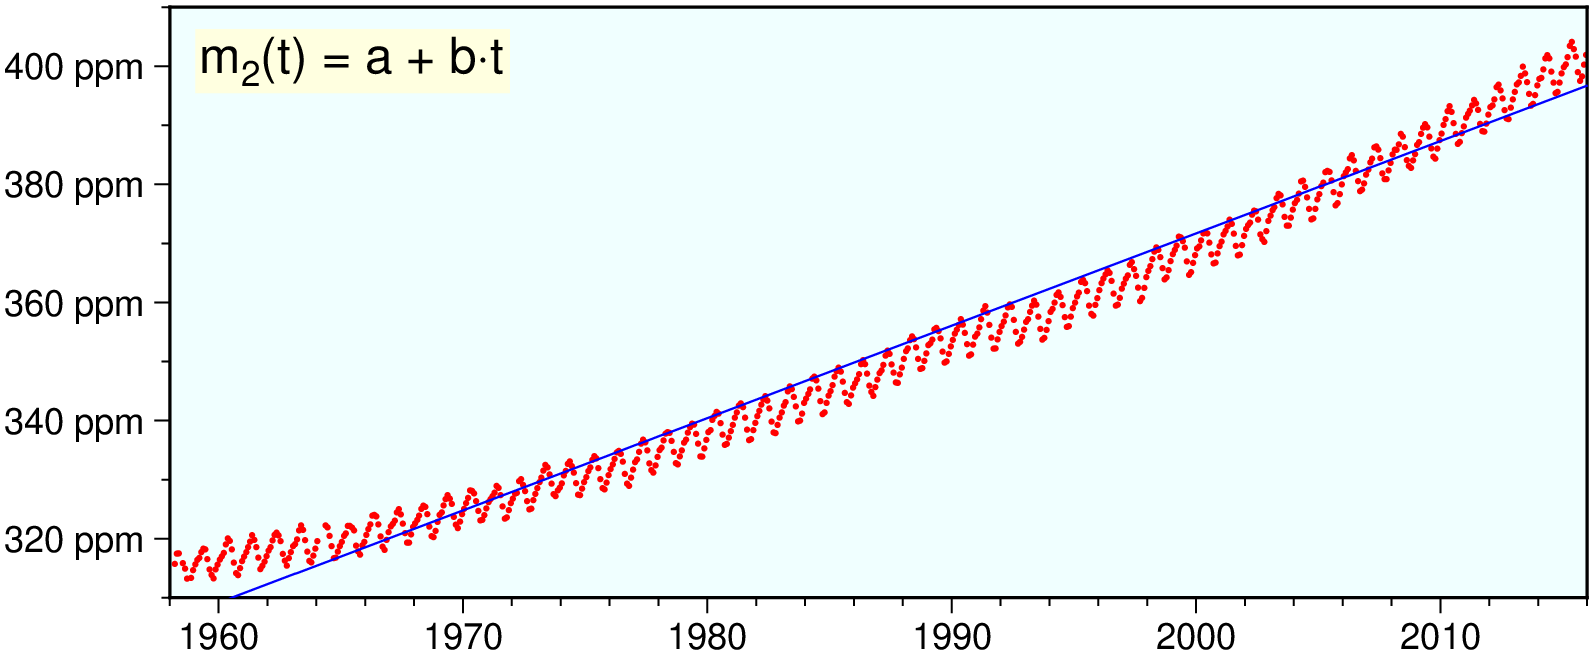 m₂(t) = a + b·t
400 ppm
380 ppm
360 ppm
340 ppm
320 ppm
1960 1970 1980 1990 2000 2010